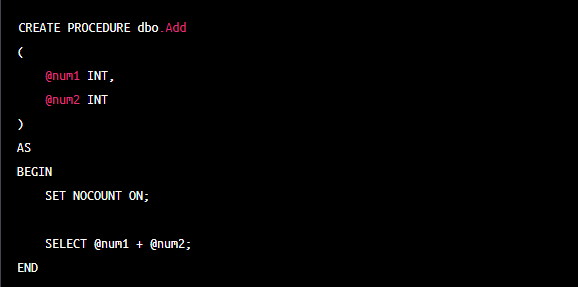 CREATE PROCEDURE dbo.Add
(
    @num1 INT,
    @num2 INT
)
AS
BEGIN
    SET NOCOUNT ON;
    SELECT @num1 + @num2;
END